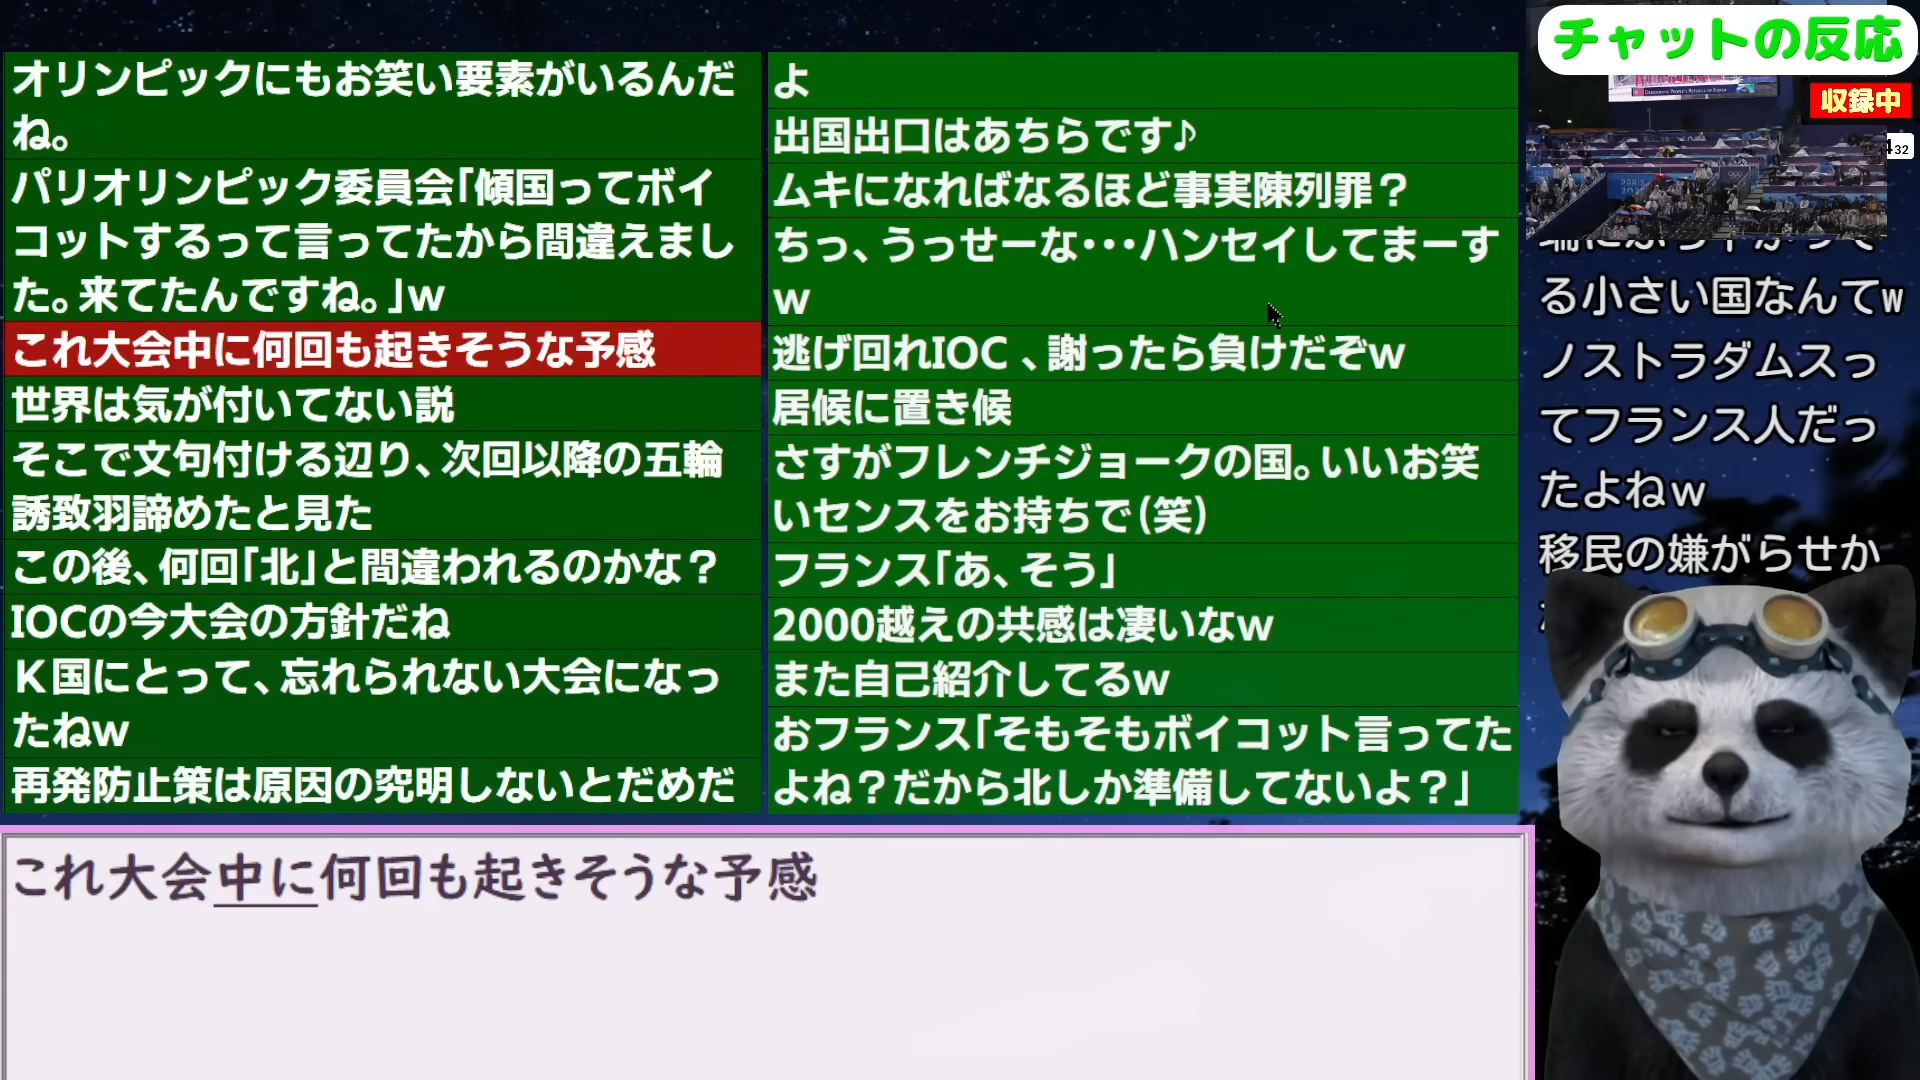 オリンピックにもお笑い要素がいるんだ
ね。
パリオリンピック委員会「傾国ってボイ
コットするって言ってたから間違えまし
た。来てたんですね。」w
これ大会中に何回も起きそうな予感
世界は気が付いてない説
そこで文句付ける辺り、次回以降の五輪
誘致羽諦めたと見た
この後、何回「北」と間違われるのかな？
IOCの今大会の方針だね
K国にとって、忘れられない大会になっ
たねw
再発防止策は原因の究明しないとだめだ
よ
出国出口はあちらです♪
ムキになればなるほど事実陳列罪？
ちっ、うっせーな･･･ハンセイしてまーす
w
逃げ回れIOC 、謝ったら負けだぞw
居候に置き候
さすがフレンチジョークの国。いいお笑
いセンスをお持ちで(笑)
フランス「あ、そう」
2000越えの共感は凄いなw
また自己紹介してるw
おフランス「そもそもボイコット言ってた
よね？だから北しか準備してないよ？」
これ大会中に何回も起きそうな予感
チャットの反応
DEMOCRATIC PEOPLE'S REPUBLIC OF KOREA
収録中
32
PARIS
る小さい国なんてw
ノストラダムスっ
てフランス人だっ
たよねw
移民の嫌がらせか